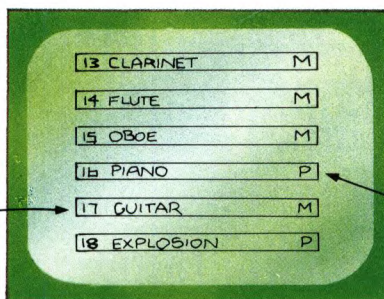 13 CLARINET M
14 FLUTE M
15 OBOE M
16 PIANO P
17 GUITAR M
18 EXPLOSION P